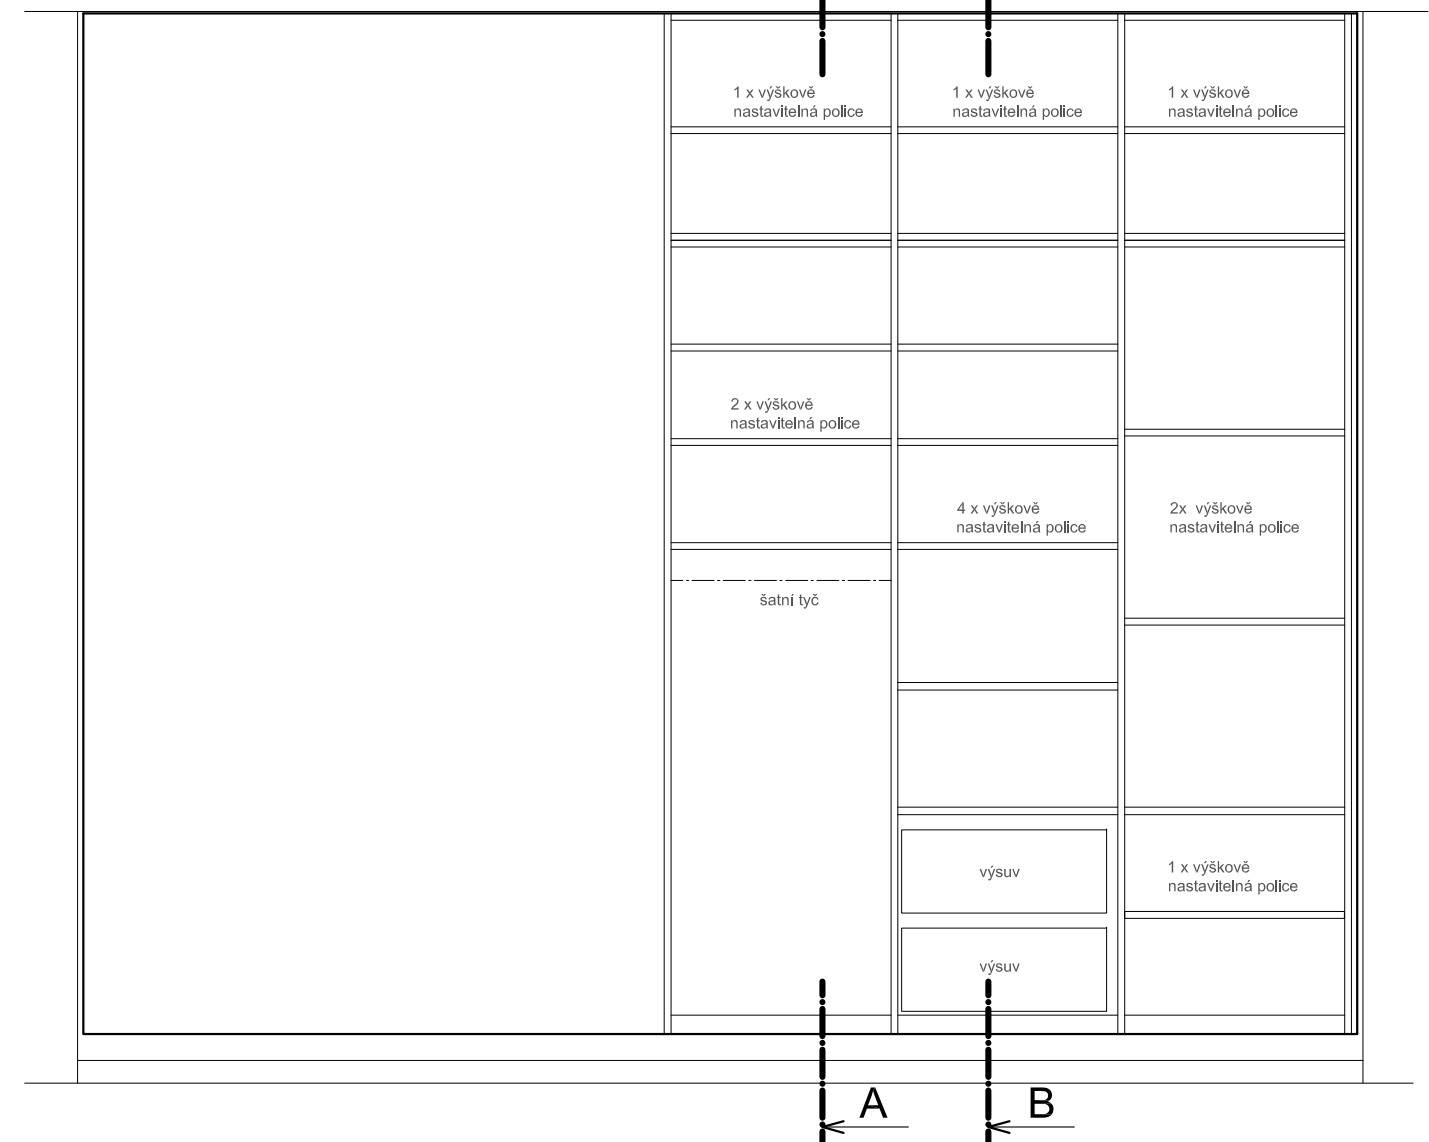 1 x výškově
nastavitelná police
1 x výškově
nastavitelná police
1 x výškově
nastavitelná police
2 x výškově
nastavitelná police
4 x výškově
nastavitelná police
2x  výškově
nastavitelná police
šatní tyč
výsuv
1 x výškově
nastavitelná police
výsuv
A
B